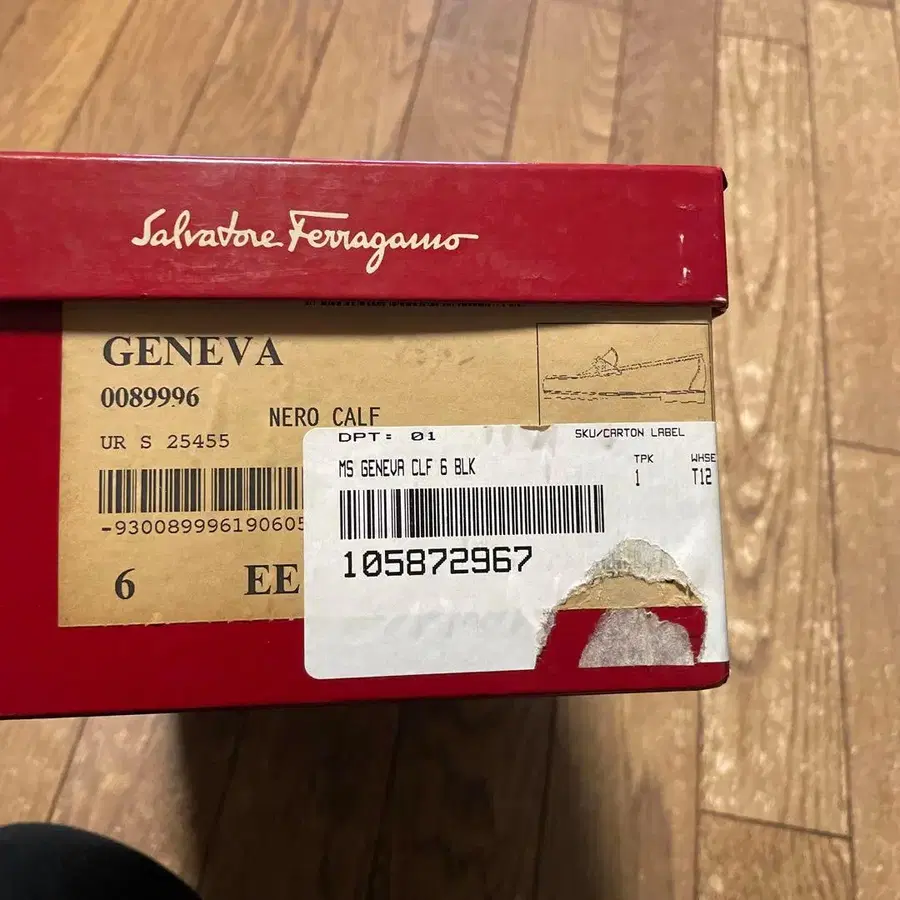 Salvatore Ferragamo
GENEVA
0089996
NERO CALF
UR S 25455
-930089996190605
6 EE
DPT: 01 SKU/CARTON LABEL
MS GENEVA CLF 6 BLK
TPK WHSE
1 T12
105872967